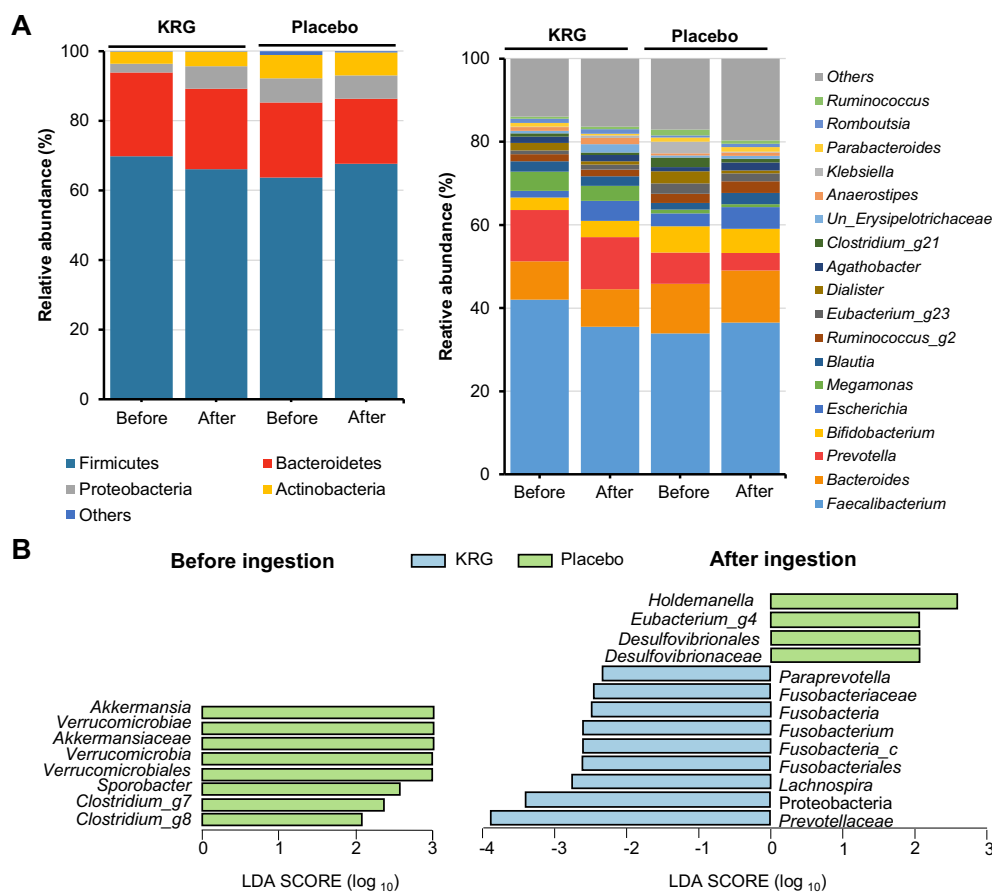 A
KRG
Placebo
Relative abundance (%)
100
80
60
40
20
0
Before
After
Before
After
Firmicutes
Bacteroidetes
Proteobacteria
Actinobacteria
Others
KRG
Placebo
Reative abundance (%)
100
80
60
40
20
0
Before
After
Before
After
Others
Ruminococcus
Romboutsia
Parabacteroides
Klebsiella
Anaerostipes
Un_Erysipelotrichaceae
Clostridium_g21
Agathobacter
Dialister
Eubacterium_g23
Ruminococcus_g2
Blautia
Megamonas
Escherichia
Bifidobacterium
Prevotella
Bacteroides
Faecalibacterium
B
Before ingestion
KRG
Placebo
After ingestion
Akkermansia
Verrucomicrobiae
Akkermansiaceae
Verrucomicrobia
Verrucomicrobiales
Sporobacter
Clostridium_g7
Clostridium_g8
0
1
2
3
LDA SCORE (log 10)
Holdemanella
Eubacterium_g4
Desulfovibrionales
Desulfovibrionaceae
Paraprevotella
Fusobacteriaceae
Fusobacteria
Fusobacterium
Fusobacteria_c
Fusobacteriales
Lachnospira
Proteobacteria
Prevotellaceae
-4
-3
-2
-1
0
1
2
3
LDA SCORE (log 10)